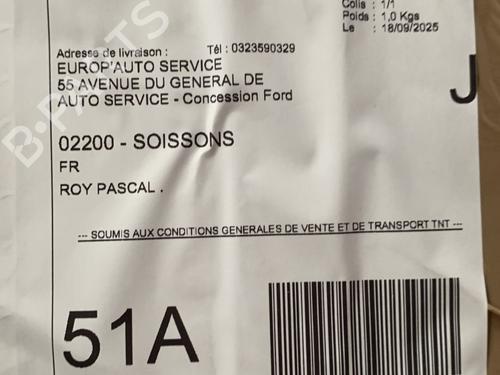 Colis : 1/1
Poids : 1,0 Kgs
Le : 18/09/2025
Adresse de livraison : Tél : 0323590329
EUROP'AUTO SERVICE
55 AVENUE DU GENERAL DE
AUTO SERVICE - Concession Ford
J
02200 - SOISSONS
FR
ROY PASCAL .
--- SOUMIS AUX CONDITIONS GENERALES DE VENTE ET DE TRANSPORT TNT ---
51A
B-PARTS